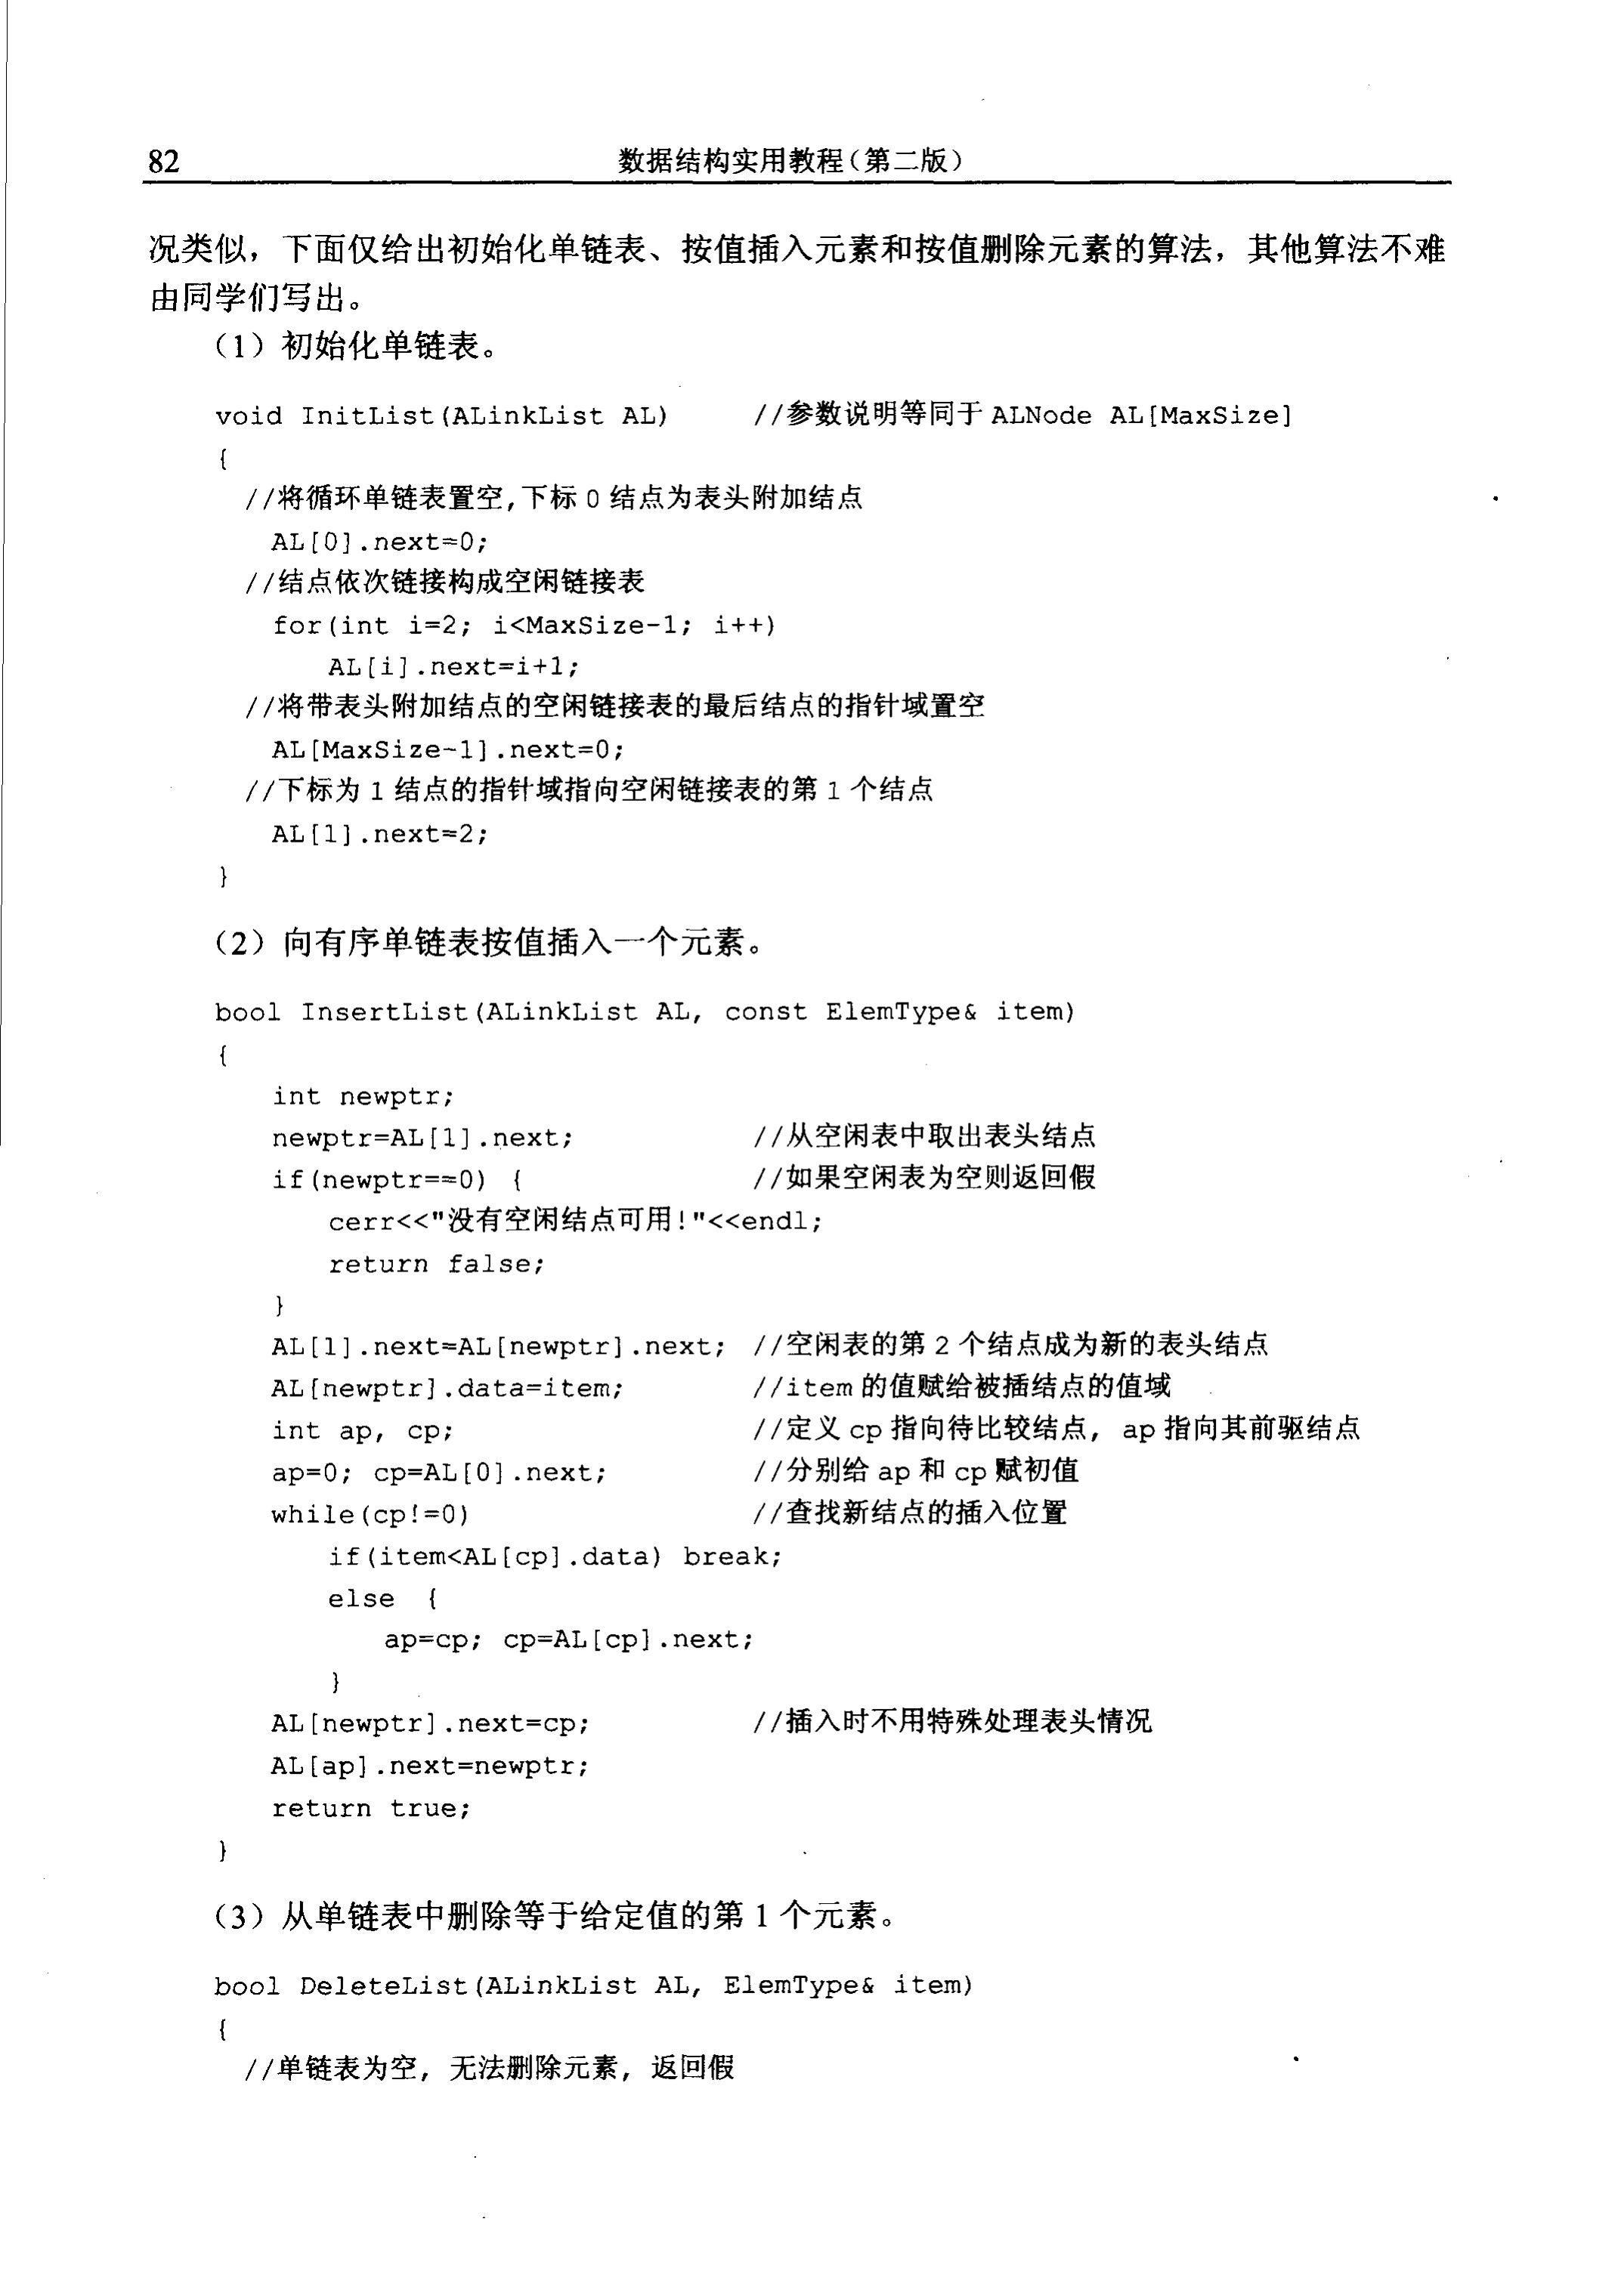 82 数据结构实用教程(第二版)
况类似，下面仅给出初始化单链表、按值插入元素和按值删除元素的算法，其他算法不难
由同学们写出。
（1）初始化单链表。
void InitList(ALinkList AL) //参数说明等同于 ALNode AL[MaxSize]
{
//将循环单链表置空,下标 0 结点为表头附加结点
AL[0].next=0;
//结点依次链接构成空闲链接表
for(int i=2; i<MaxSize-1; i++)
AL[i].next=i+1;
//将带表头附加结点的空闲链接表的最后结点的指针域置空
AL[MaxSize-1].next=0;
//下标为 1 结点的指针域指向空闲链接表的第 1 个结点
AL[1].next=2;
}
（2）向有序单链表按值插入一个元素。
bool InsertList(ALinkList AL, const ElemType& item)
{
int newptr;
newptr=AL[1].next; //从空闲表中取出表头结点
if(newptr==0) { //如果空闲表为空则返回假
cerr<<"没有空闲结点可用!"<<endl;
return false;
}
AL[1].next=AL[newptr].next; //空闲表的第 2 个结点成为新的表头结点
AL[newptr].data=item; //item 的值赋给被插结点的值域
int ap, cp; //定义 cp 指向待比较结点，ap 指向其前驱结点
ap=0; cp=AL[0].next; //分别给 ap 和 cp 赋初值
while(cp!=0) //查找新结点的插入位置
if(item<AL[cp].data) break;
else {
ap=cp; cp=AL[cp].next;
}
AL[newptr].next=cp; //插入时不用特殊处理表头情况
AL[ap].next=newptr;
return true;
}
（3）从单链表中删除等于给定值的第 1 个元素。
bool DeleteList(ALinkList AL, ElemType& item)
{
//单链表为空，无法删除元素，返回假